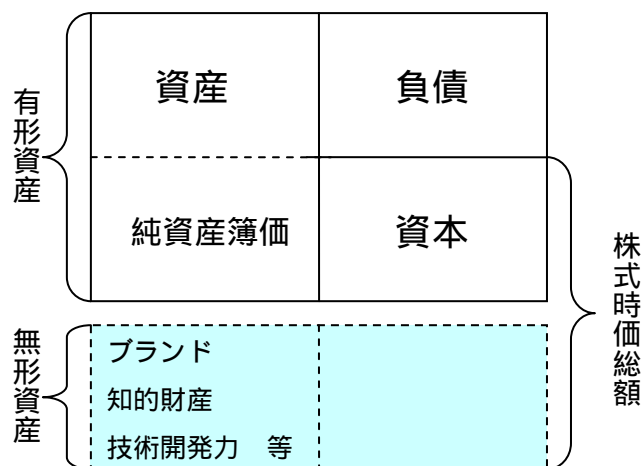 有形資産
資産
負債
純資産簿価
資本
株式時価総額
無形資産
ブランド
知的財産
技術開発力　等